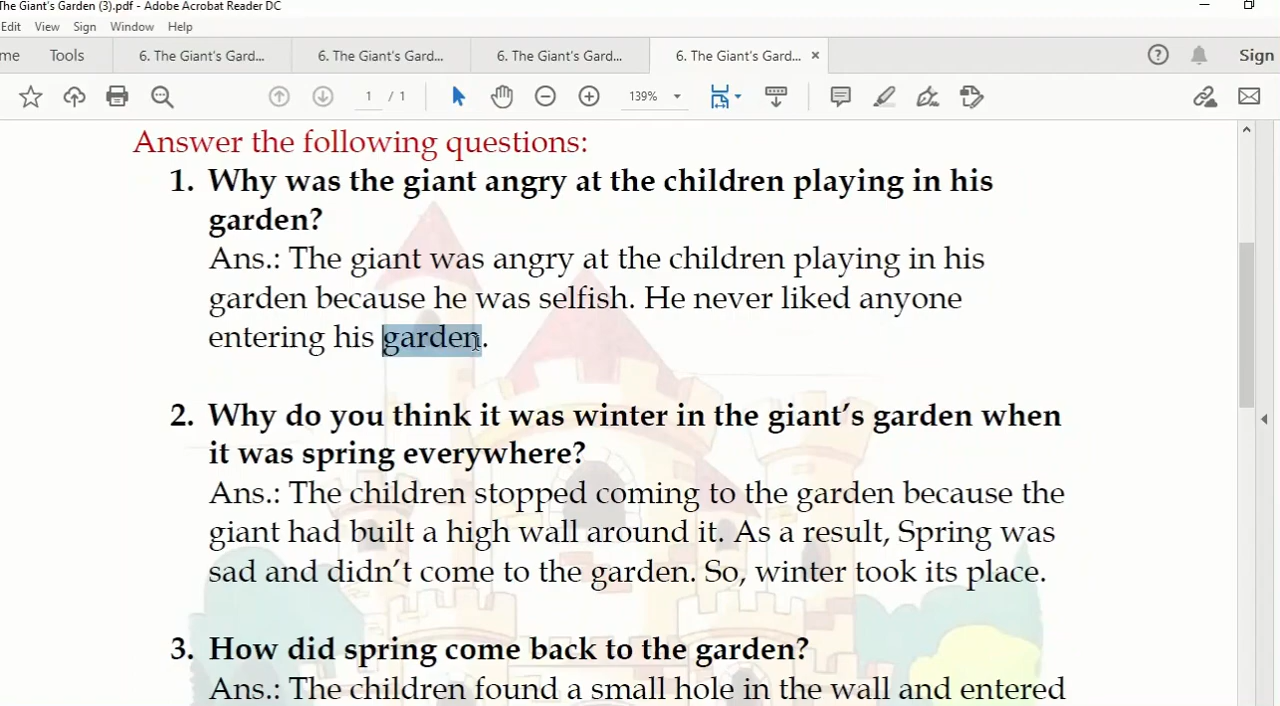 The Giant's Garden (3).pdf - Adobe Acrobat Reader DC
Edit View Sign Window Help
me Tools 6. The Giant's Gard... 6. The Giant's Gard... 6. The Giant's Gard... 6. The Giant's Gard... × Sign
1 / 1 139%
Answer the following questions:
1. Why was the giant angry at the children playing in his
garden?
Ans.: The giant was angry at the children playing in his
garden because he was selfish. He never liked anyone
entering his garden.
2. Why do you think it was winter in the giant’s garden when
it was spring everywhere?
Ans.: The children stopped coming to the garden because the
giant had built a high wall around it. As a result, Spring was
sad and didn’t come to the garden. So, winter took its place.
3. How did spring come back to the garden?
Ans.: The children found a small hole in the wall and entered